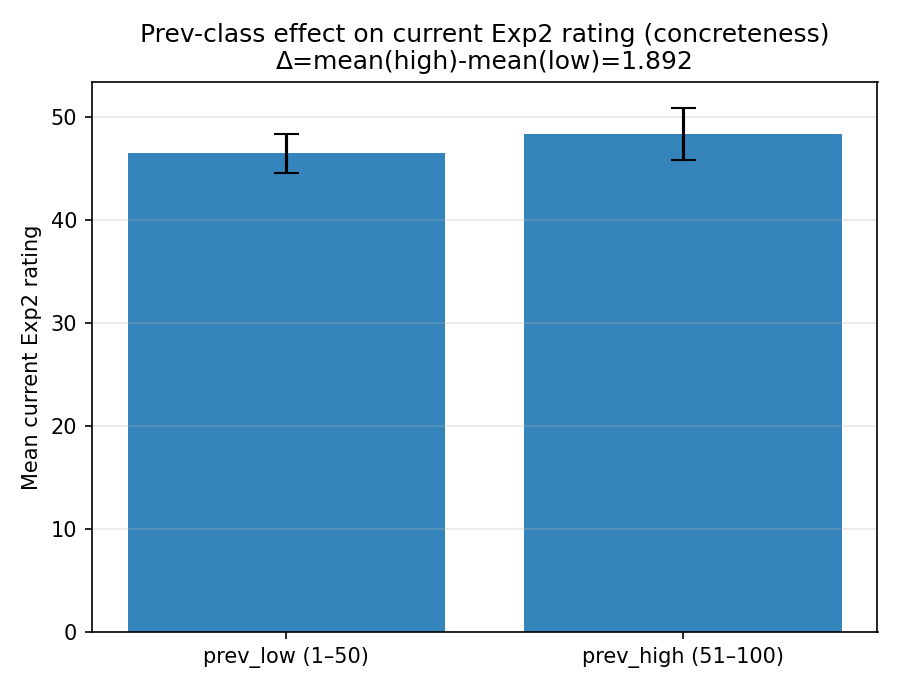 Prev-class effect on current Exp2 rating (concreteness)
Δ=mean(high)-mean(low)=1.892
Mean current Exp2 rating
50
40
30
20
10
0
prev_low (1–50)
prev_high (51–100)